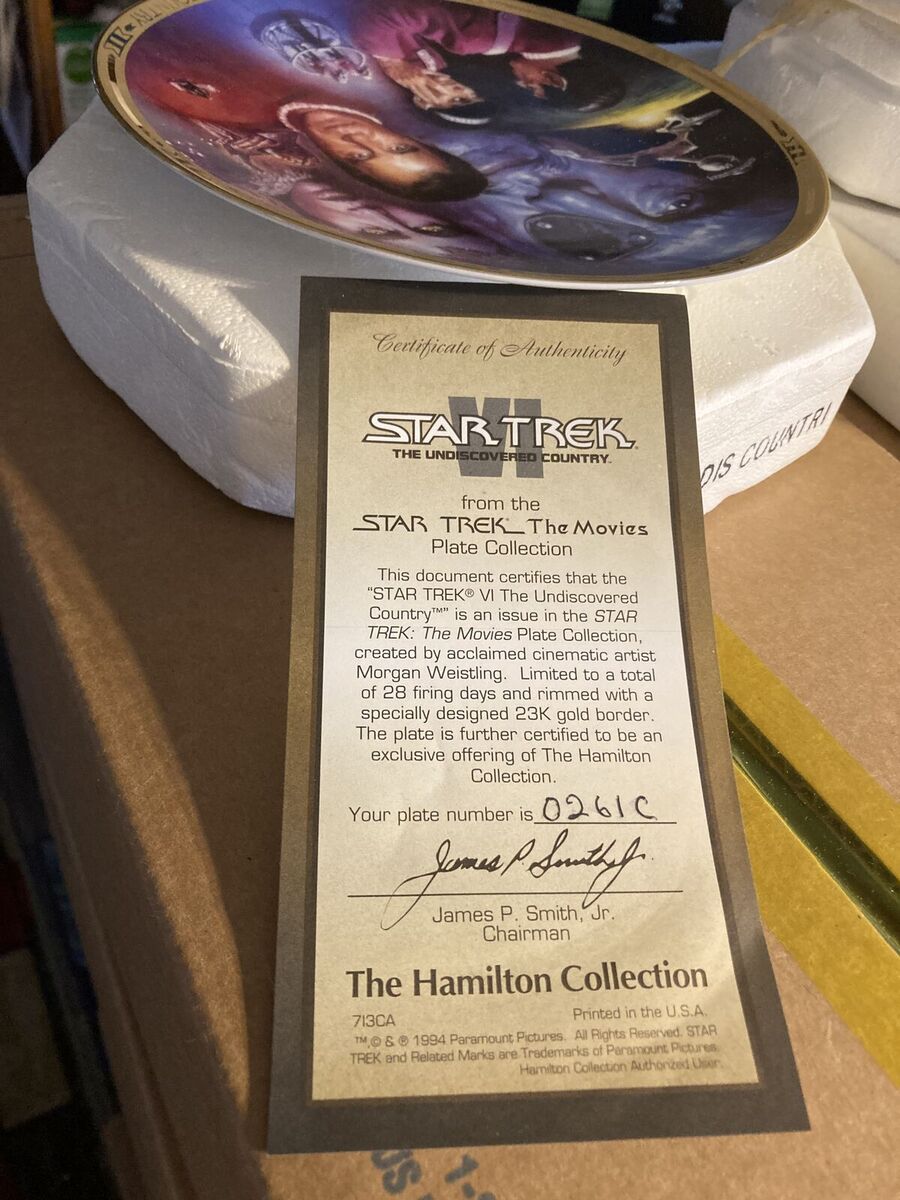 Certificate of Authenticity
VI
STAR TREK®
THE UNDISCOVERED COUNTRY™
from the
STAR TREK® The Movies
Plate Collection
This document certifies that the
“STAR TREK® VI The Undiscovered
Country™” is an issue in the STAR
TREK: The Movies Plate Collection,
created by acclaimed cinematic artist
Morgan Weistling. Limited to a total
of 28 firing days and rimmed with a
specially designed 23K gold border.
The plate is further certified to be an
exclusive offering of The Hamilton
Collection.
Your plate number is 0261C
James P. Smith Jr.
James P. Smith, Jr.
Chairman
The Hamilton Collection
713CA
Printed in the U.S.A.
™,© & ® 1994 Paramount Pictures. All Rights Reserved. STAR
TREK and Related Marks are Trademarks of Paramount Pictures.
Hamilton Collection Authorized User.
DIS COUNTRI